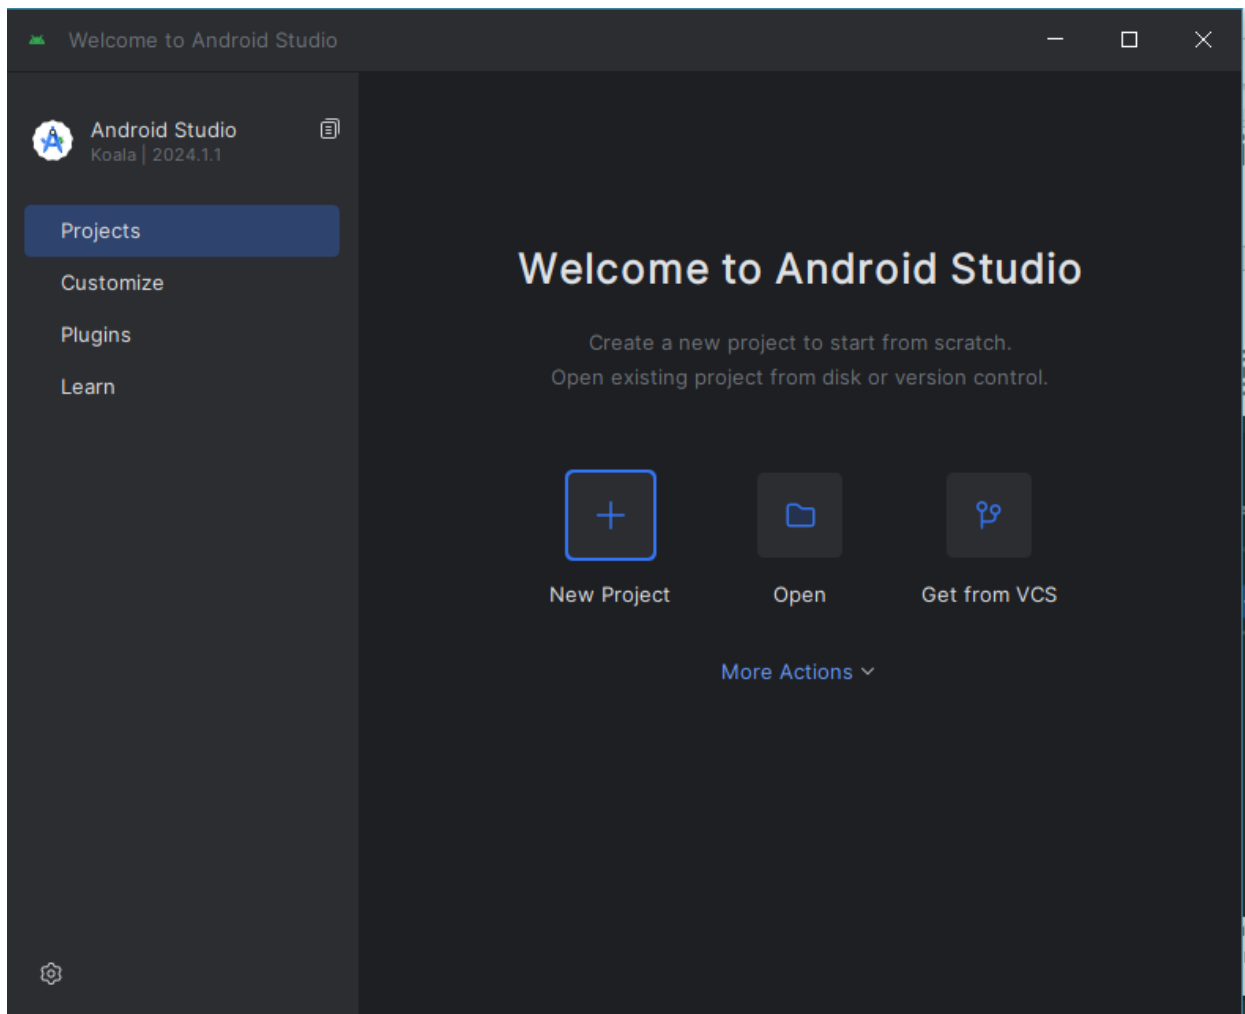 Welcome to Android Studio
Android Studio
Koala | 2024.1.1
Projects
Customize
Plugins
Learn
Welcome to Android Studio
Create a new project to start from scratch.
Open existing project from disk or version control.
New Project
Open
Get from VCS
More Actions